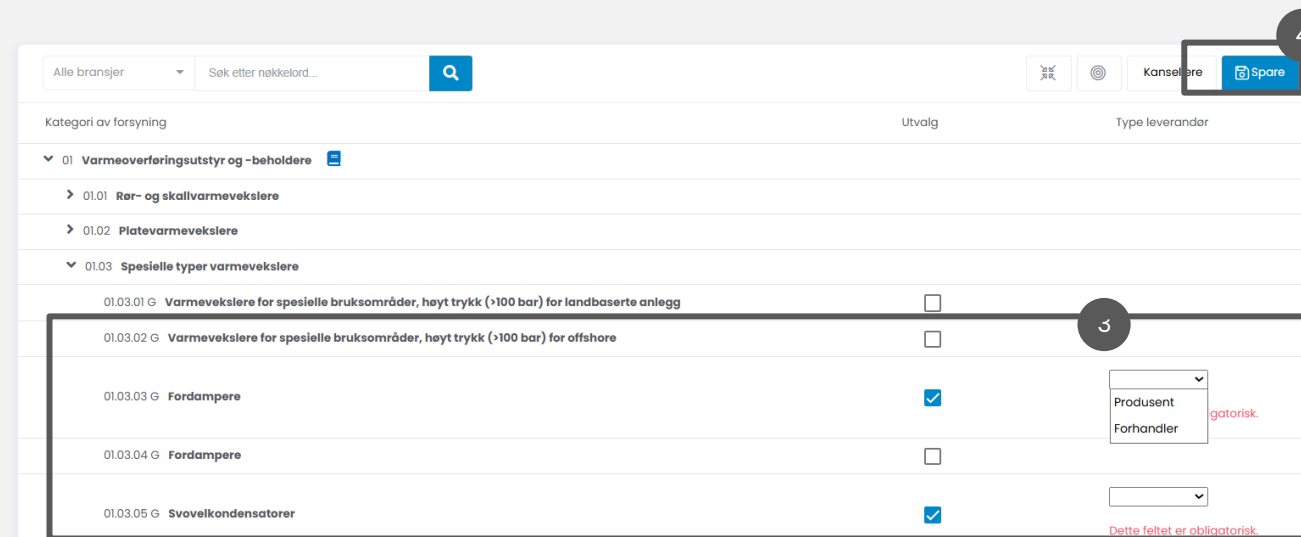 4
Alle bransjer Søk etter nøkkelord... Kansellere Spare
Kategori av forsyning Utvalg Type leverandør
01 Varmeoverføringsutstyr og -beholdere
01.01 Rør- og skallvarmevekslere
01.02 Platevarmevekslere
01.03 Spesielle typer varmevekslere
01.03.01 G Varmevekslere for spesielle bruksområder, høyt trykk (>100 bar) for landbaserte anlegg
3
01.03.02 G Varmevekslere for spesielle bruksområder, høyt trykk (>100 bar) for offshore
01.03.03 G Fordampere
Produsent
gatorisk.
Forhandler
01.03.04 G Fordampere
01.03.05 G Svovelkondensatorer
Dette feltet er obligatorisk.